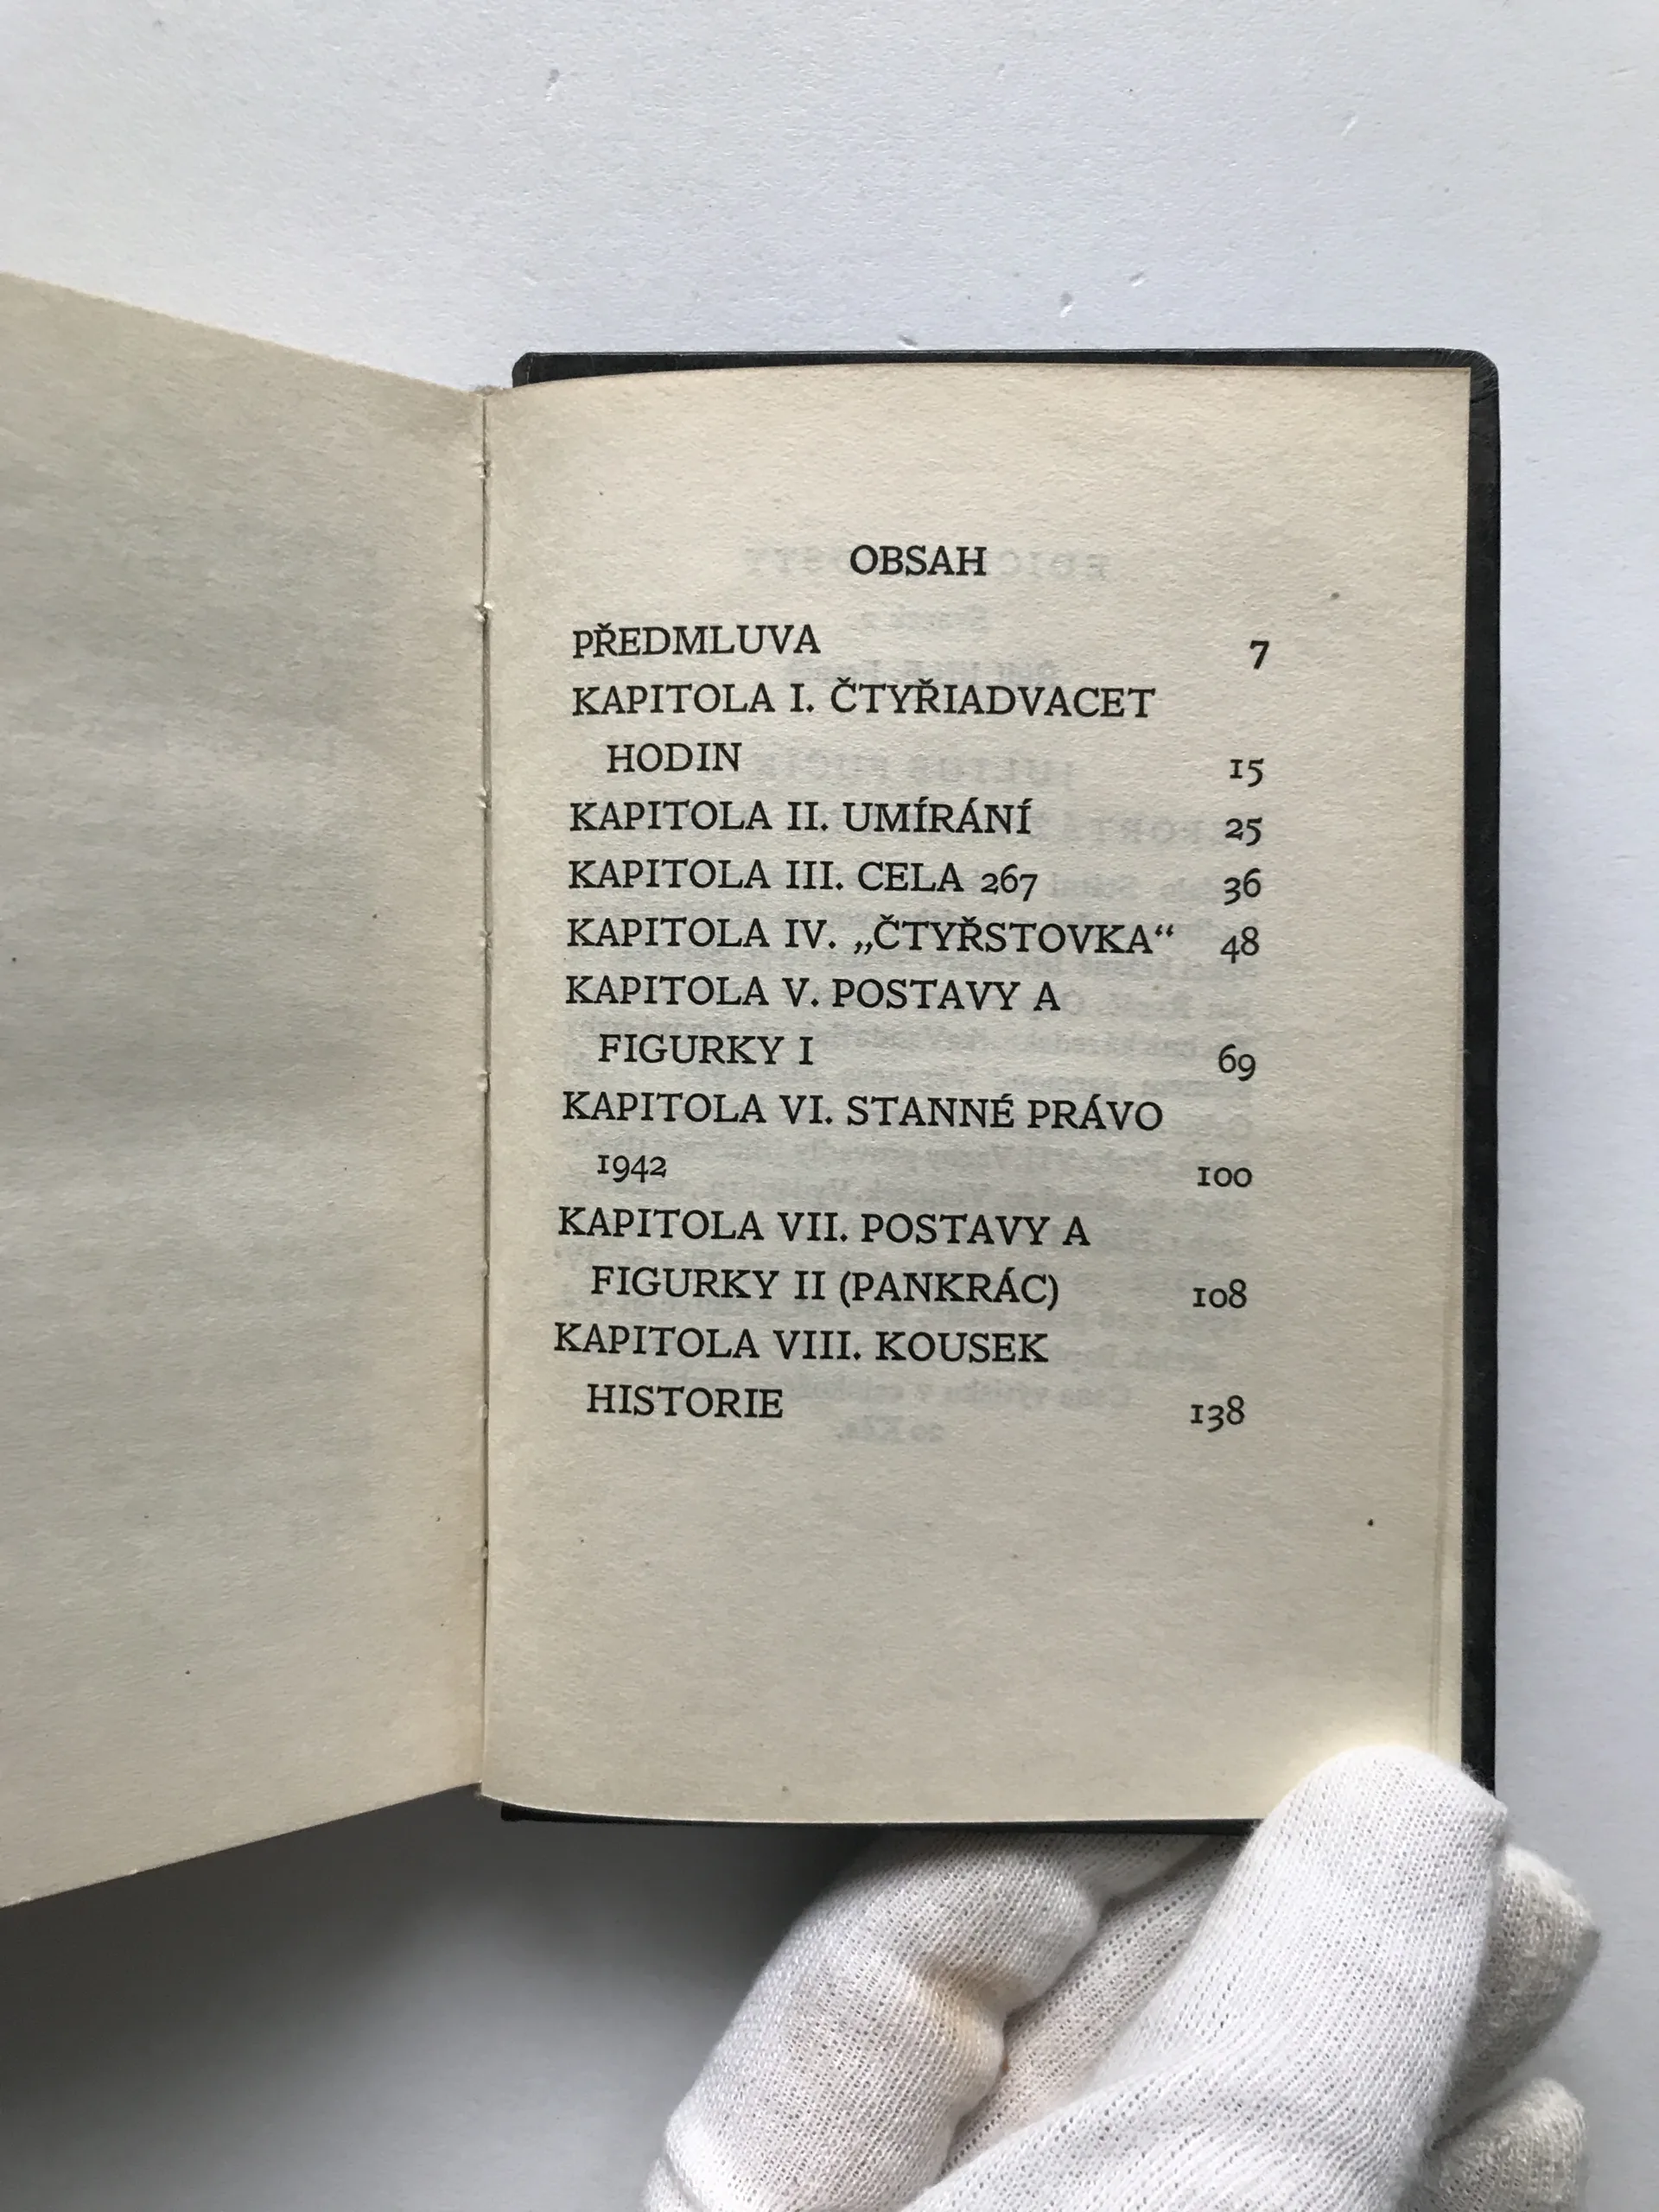 OBSAH
PŘEDMLUVA 7
KAPITOLA I. ČTYŘIADVACET
HODIN 15
KAPITOLA II. UMÍRÁNÍ 25
KAPITOLA III. CELA 267 36
KAPITOLA IV. „ČTYŘSTOVKA“ 48
KAPITOLA V. POSTAVY A
FIGURKY I 69
KAPITOLA VI. STANNÉ PRÁVO
1942 100
KAPITOLA VII. POSTAVY A
FIGURKY II (PANKRÁC) 108
KAPITOLA VIII. KOUSEK
HISTORIE 138